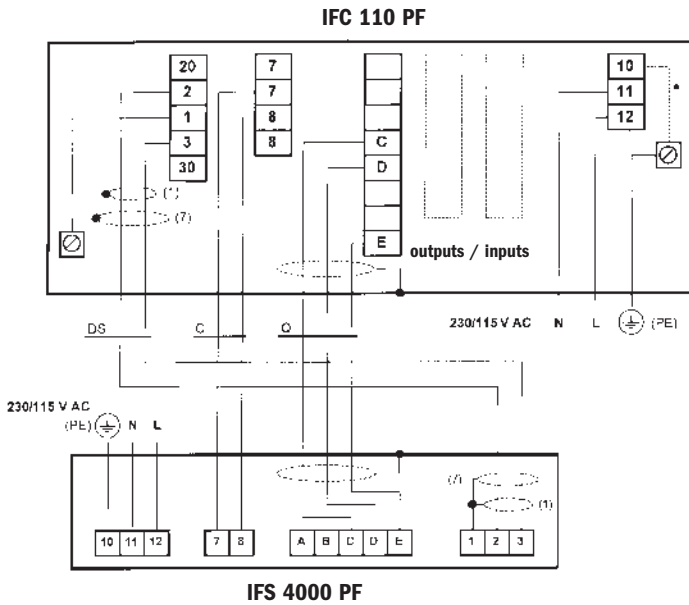 IFC 110 PF
20 7 10
2 7 11
1 8 12
3 8 C
30 D
(1)
(7)
E outputs / inputs
DS C Q 230/115 V AC N L (PE)
230/115 V AC
(PE) N L
(7)
(1)
10 11 12 7 8 A B C D E 1 2 3
IFS 4000 PF